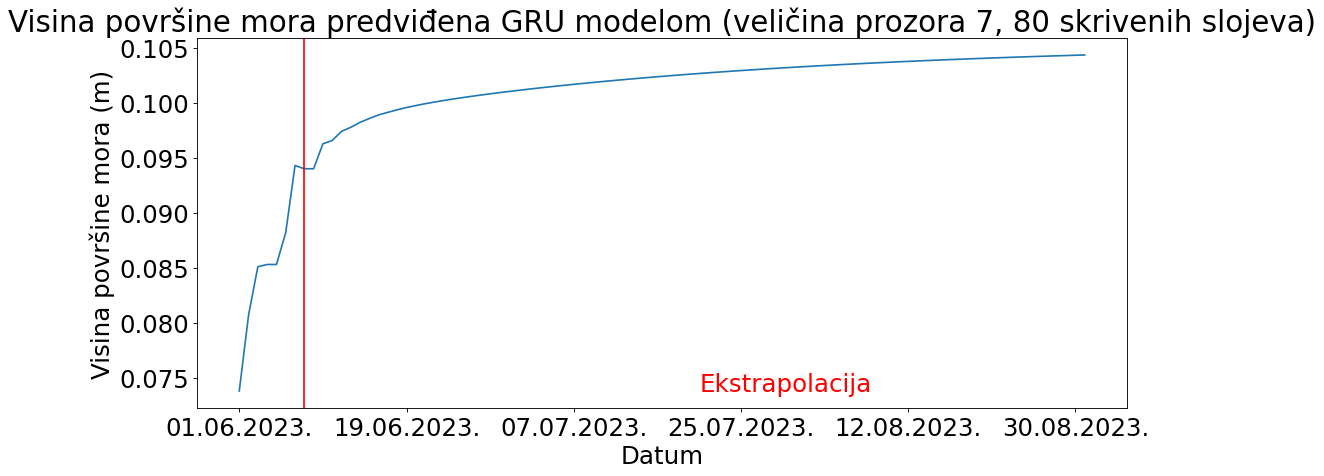 Visina površine mora predviđena GRU modelom (veličina prozora 7, 80 skrivenih slojeva)
Visina površine mora (m)
0.105
0.100
0.095
0.090
0.085
0.080
0.075
Ekstrapolacija
01.06.2023. 19.06.2023. 07.07.2023. 25.07.2023. 12.08.2023. 30.08.2023.
Datum